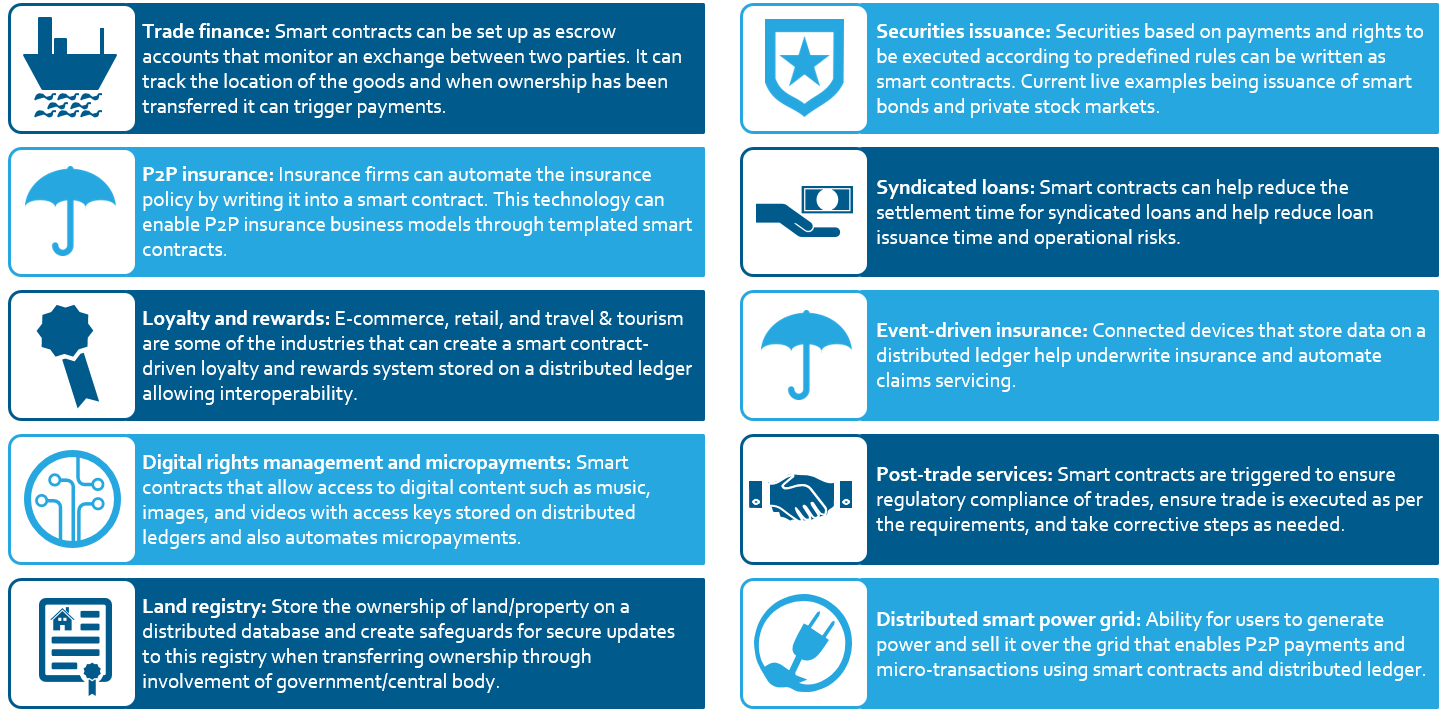 Trade finance: Smart contracts can be set up as escrow
accounts that monitor an exchange between two parties. It can
track the location of the goods and when ownership has been
transferred it can trigger payments.
P2P insurance: Insurance firms can automate the insurance
policy by writing it into a smart contract. This technology can
enable P2P insurance business models through templated smart
contracts.
Loyalty and rewards: E-commerce, retail, and travel & tourism
are some of the industries that can create a smart contract-
driven loyalty and rewards system stored on a distributed ledger
allowing interoperability.
Digital rights management and micropayments: Smart
contracts that allow access to digital content such as music,
images, and videos with access keys stored on distributed
ledgers and also automates micropayments.
Land registry: Store the ownership of land/property on a
distributed database and create safeguards for secure updates
to this registry when transferring ownership through
involvement of government/central body.
Securities issuance: Securities based on payments and rights to
be executed according to predefined rules can be written as
smart contracts. Current live examples being issuance of smart
bonds and private stock markets.
Syndicated loans: Smart contracts can help reduce the
settlement time for syndicated loans and help reduce loan
issuance time and operational risks.
Event-driven insurance: Connected devices that store data on a
distributed ledger help underwrite insurance and automate
claims servicing.
Post-trade services: Smart contracts are triggered to ensure
regulatory compliance of trades, ensure trade is executed as per
the requirements, and take corrective steps as needed.
Distributed smart power grid: Ability for users to generate
power and sell it over the grid that enables P2P payments and
micro-transactions using smart contracts and distributed ledger.